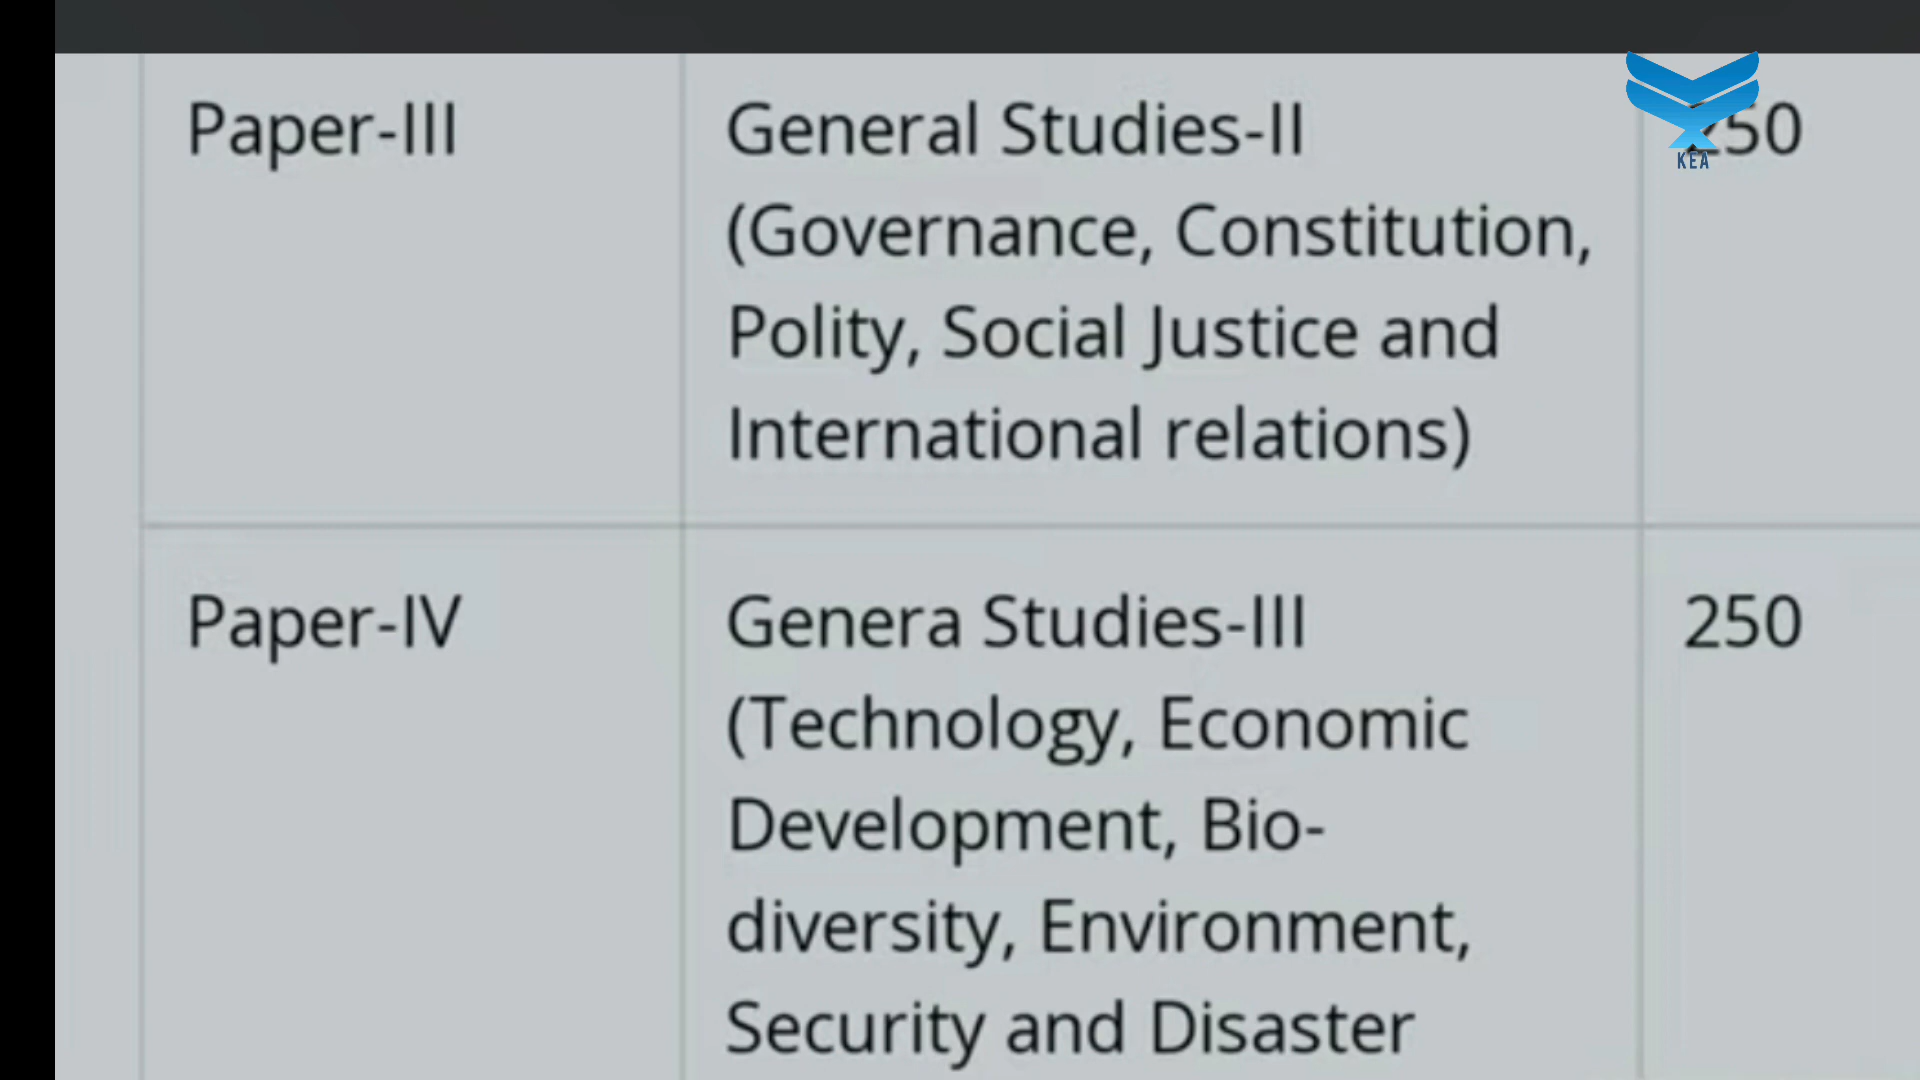 Paper-III
General Studies-II
(Governance, Constitution,
Polity, Social Justice and
International relations)
250
KEA
Paper-IV
Genera Studies-III
(Technology, Economic
Development, Bio-
diversity, Environment,
Security and Disaster
250